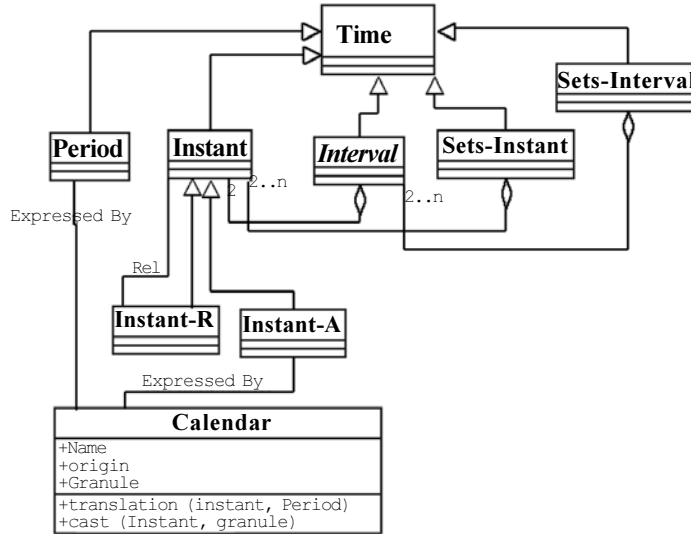 Time
Sets-Interval
Period
Instant
Interval
Sets-Instant
2
2..n
2..n
Expressed By
Rel
Instant-R
Instant-A
Expressed By
Calendar
+Name
+origin
+Granule
+translation (instant, Period)
+cast (Instant, granule)